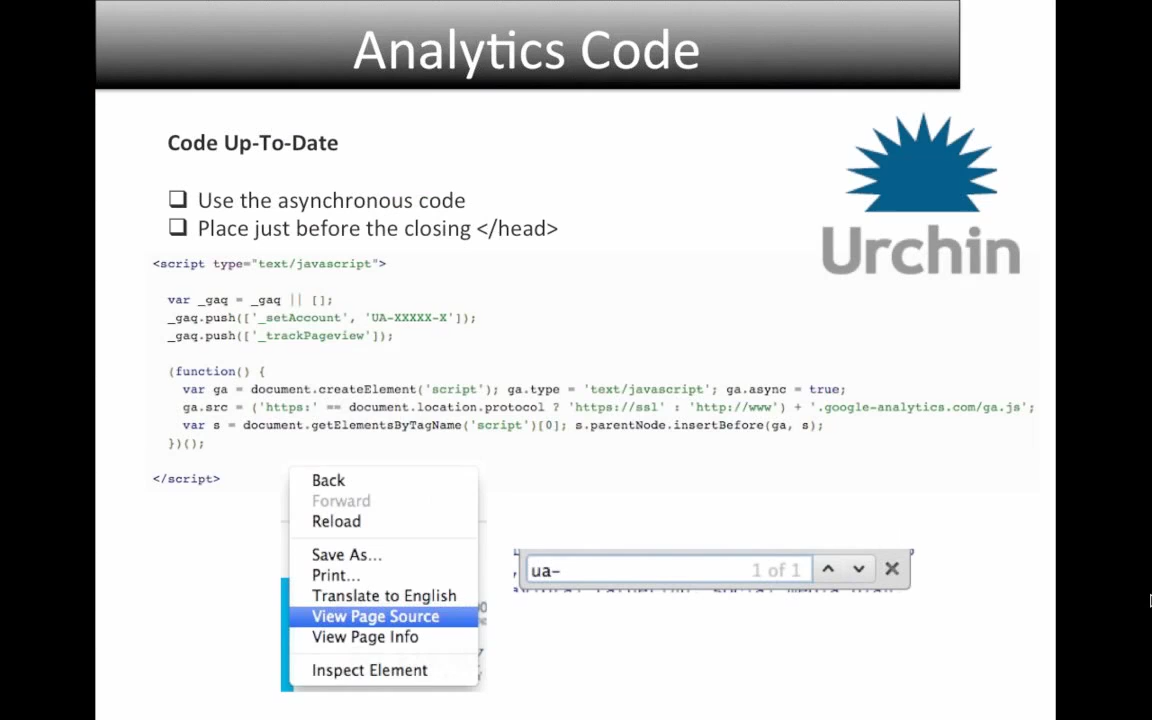 Analytics Code
Code Up-To-Date
❑ Use the asynchronous code
❑ Place just before the closing </head>
Urchin
<script type="text/javascript">
var _gaq = _gaq || [];
_gaq.push(['_setAccount', 'UA-XXXXX-X']);
_gaq.push(['_trackPageview']);
(function() {
var ga = document.createElement('script'); ga.type = 'text/javascript'; ga.async = true;
ga.src = ('https:' == document.location.protocol ? 'https://ssl' : 'http://www') + '.google-analytics.com/ga.js';
var s = document.getElementsByTagName('script')[0]; s.parentNode.insertBefore(ga, s);
})();
</script>
Back
Forward
Reload
Save As...
Print...
Translate to English
View Page Source
View Page Info
Inspect Element
ua- 1 of 1